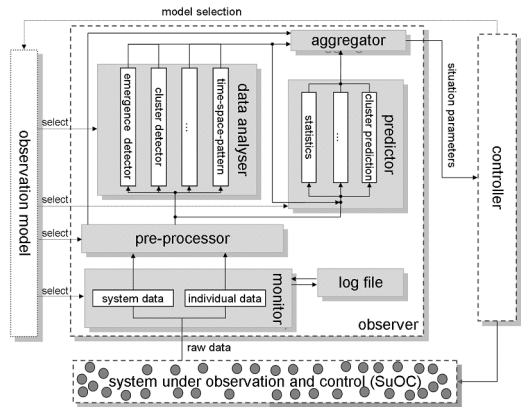 model selection
aggregator
emergence detector
cluster detector
...
time-space-pattern
data analyser
statistics
...
cluster prediction
predictor
situation parameters
controller
observation model
select
select
select
select
pre-processor
system data
individual data
monitor
log file
observer
raw data
system under observation and control (SuOC)